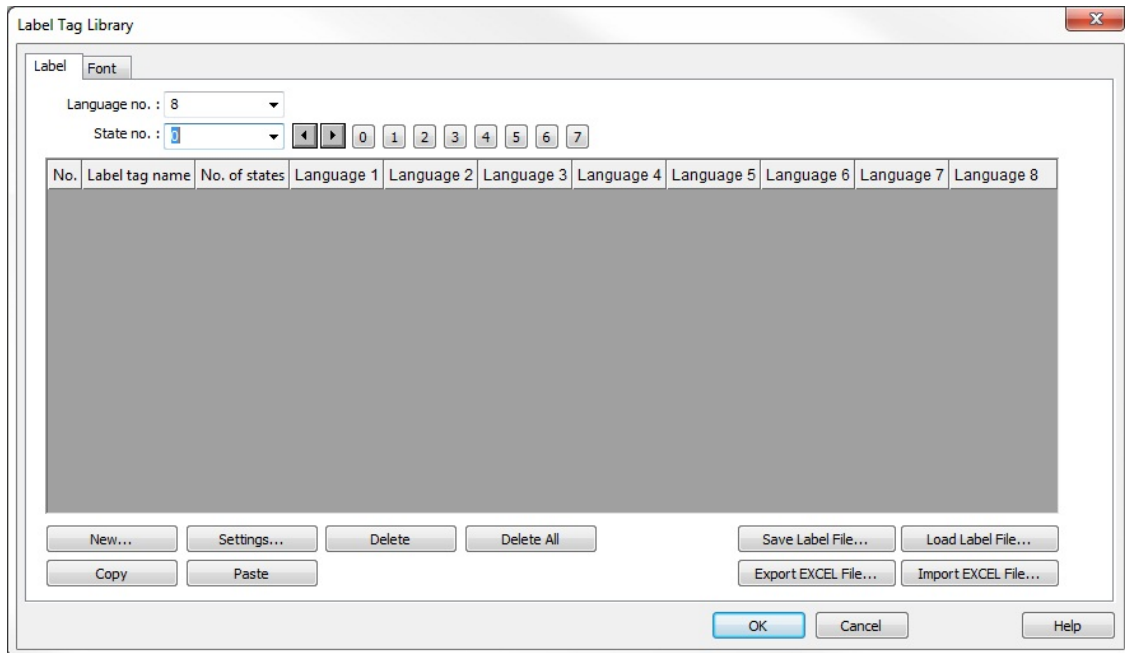 Label Tag Library
Label Font
Language no. : 8
State no. : 0 0 1 2 3 4 5 6 7
No. Label tag name No. of states Language 1 Language 2 Language 3 Language 4 Language 5 Language 6 Language 7 Language 8
New... Settings... Delete Delete All Save Label File... Load Label File...
Copy Paste Export EXCEL File... Import EXCEL File...
OK Cancel Help